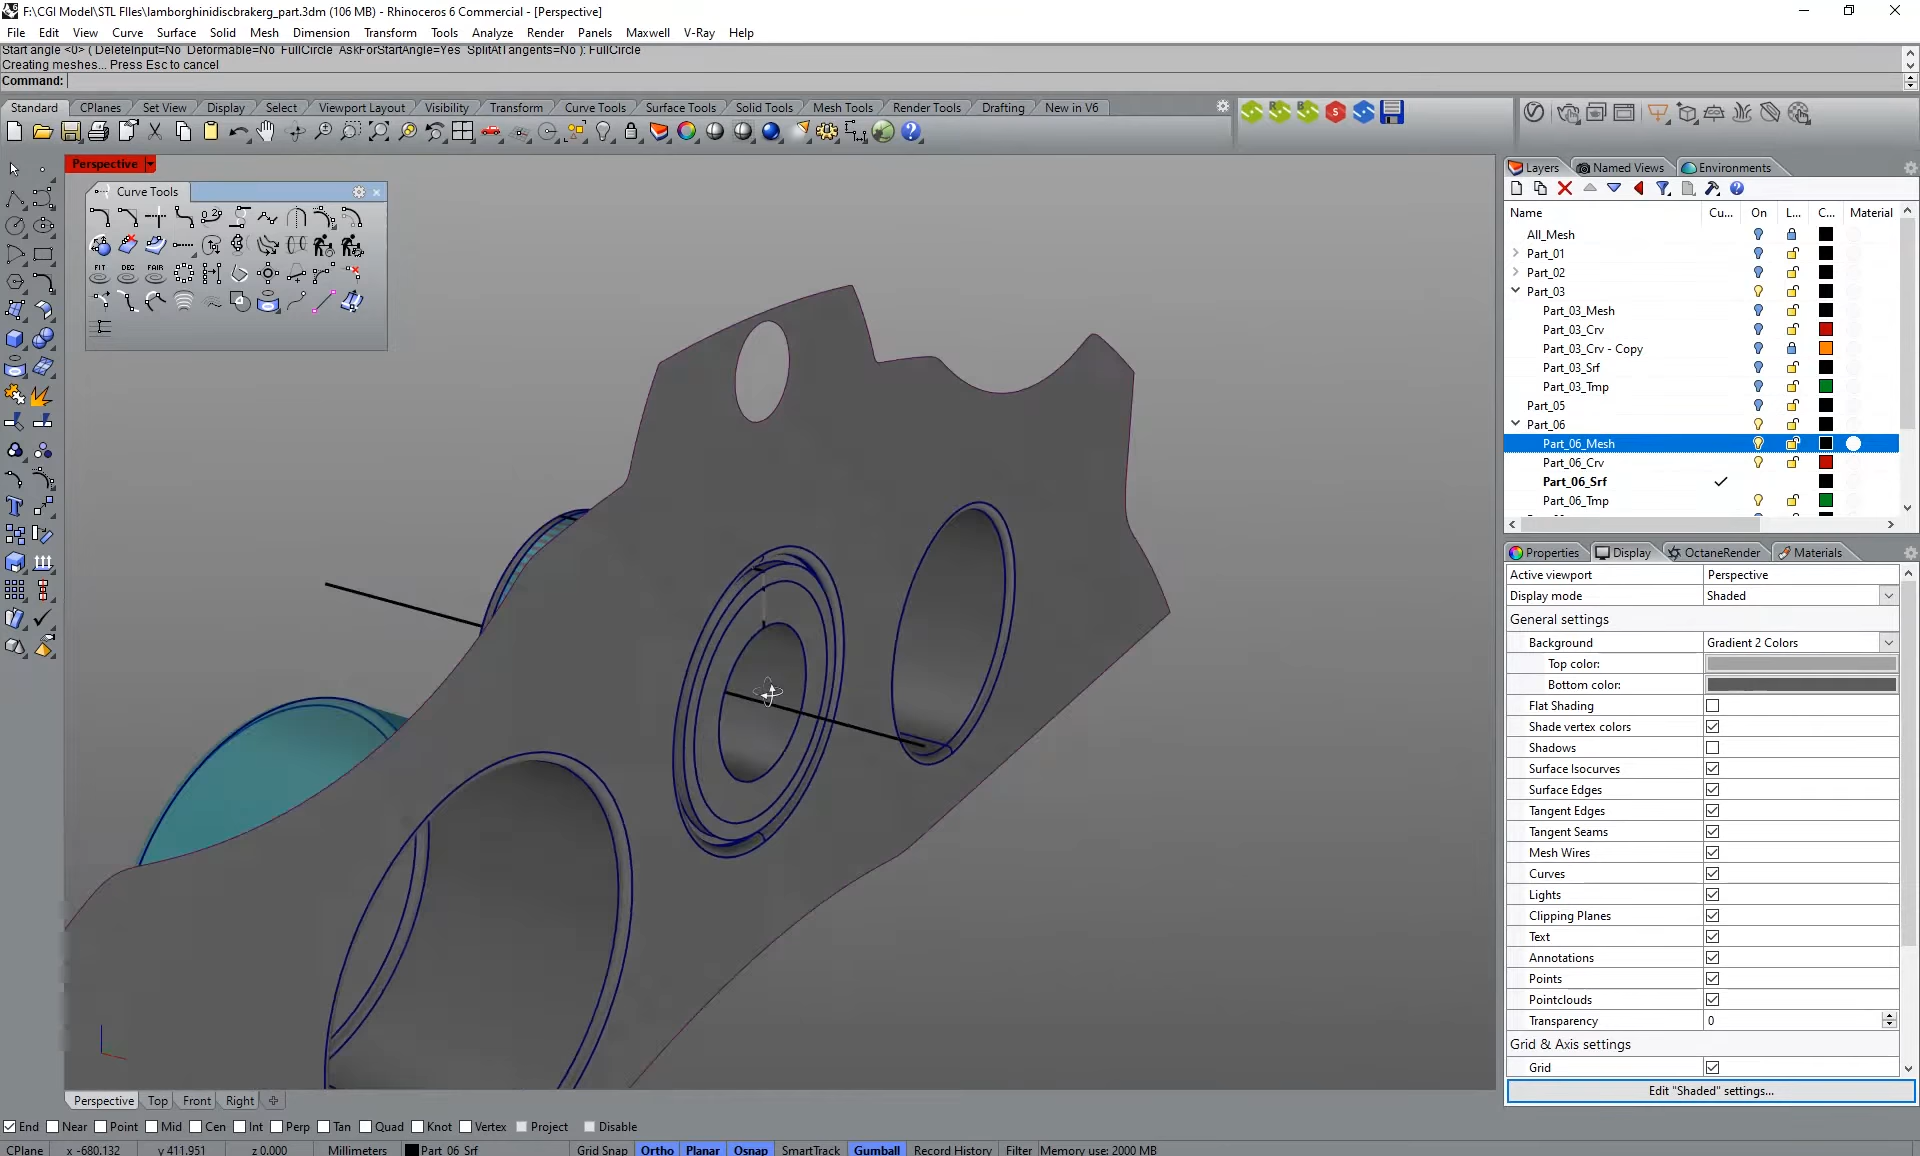 F:\CGI Model\STL FIles\lamborghinidiscbrakerg_part.3dm (106 MB) - Rhinoceros 6 Commercial - [Perspective]
File Edit View Curve Surface Solid Mesh Dimension Transform Tools Analyze Render Panels Maxwell V-Ray Help
Start angle <0> ( DeleteInput=No Deformable=No FullCircle AskForStartAngle=Yes SplitAtTangents=No ): FullCircle
Creating meshes... Press Esc to cancel
Command:
Standard CPlanes Set View Display Select Viewport Layout Visibility Transform Curve Tools Surface Tools Solid Tools Mesh Tools Render Tools Drafting New in V6
Perspective
Curve Tools
FIT DEG FAIR
Layers Named Views Environments
Name Cu... On L... C... Material
All_Mesh
Part_01
Part_02
Part_03
Part_03_Mesh
Part_03_Crv
Part_03_Crv - Copy
Part_03_Srf
Part_03_Tmp
Part_05
Part_06
Part_06_Mesh
Part_06_Crv
Part_06_Srf
Part_06_Tmp
Properties Display OctaneRender Materials
Active viewport Perspective
Display mode Shaded
General settings
Background Gradient 2 Colors
Top color:
Bottom color:
Flat Shading
Shade vertex colors
Shadows
Surface Isocurves
Surface Edges
Tangent Edges
Tangent Seams
Mesh Wires
Curves
Lights
Clipping Planes
Text
Annotations
Points
Pointclouds
Transparency 0
Grid & Axis settings
Grid
Edit "Shaded" settings...
Perspective Top Front Right
End Near Point Mid Cen Int Perp Tan Quad Knot Vertex Project Disable
CPlane x -680.132 y 411.951 z 0.000 Millimeters Part_06_Srf Grid Snap Ortho Planar Osnap SmartTrack Gumball Record History Filter Memory use: 2000 MB